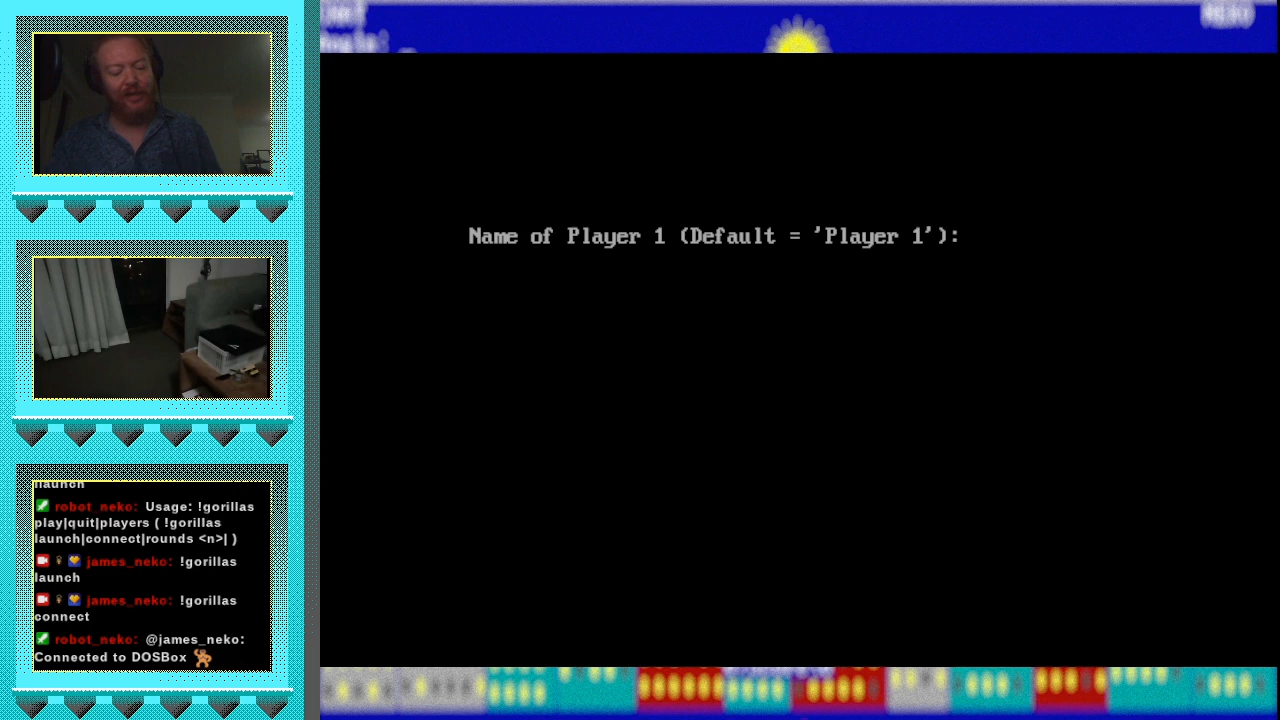 NEKO
Name of Player 1 (Default = 'Player 1'):
launch
robot_neko: Usage: !gorillas
play|quit|players ( !gorillas
launch|connect|rounds <n>| )
james_neko: !gorillas
launch
james_neko: !gorillas
connect
robot_neko: @james_neko:
Connected to DOSBox